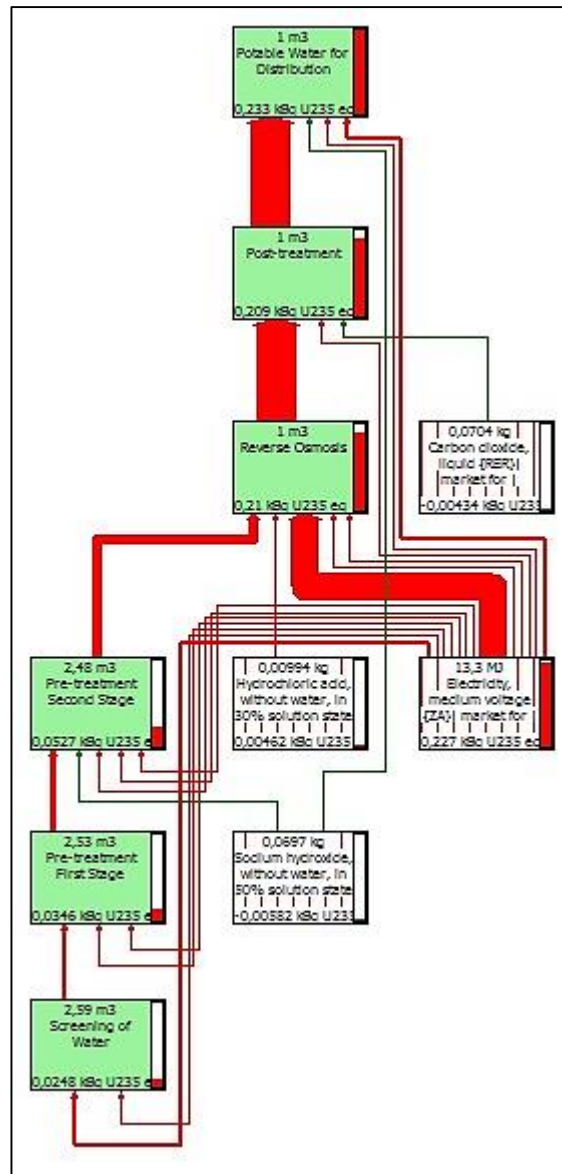 1 m3
Potable Water for
Distribution
0,233 kBq U235 eq
1 m3
Post-treatment
0,209 kBq U235 eq
1 m3
Reverse Osmosis
0,21 kBq U235 eq
0,0704 kg
Carbon dioxide,
liquid {RER}|
market for |
-0,00434 kBq U235
2,48 m3
Pre-treatment
Second Stage
0,0527 kBq U235 eq
0,00994 kg
Hydrochloric acid,
without water, in
30% solution state
0,00462 kBq U235
13,3 MJ
Electricity,
medium voltage
{ZA}| market for |
0,227 kBq U235 eq
2,53 m3
Pre-treatment
First Stage
0,0346 kBq U235 eq
0,0697 kg
Sodium hydroxide,
without water, in
50% solution state
-0,00582 kBq U235
2,59 m3
Screening of
Water
0,0248 kBq U235 eq